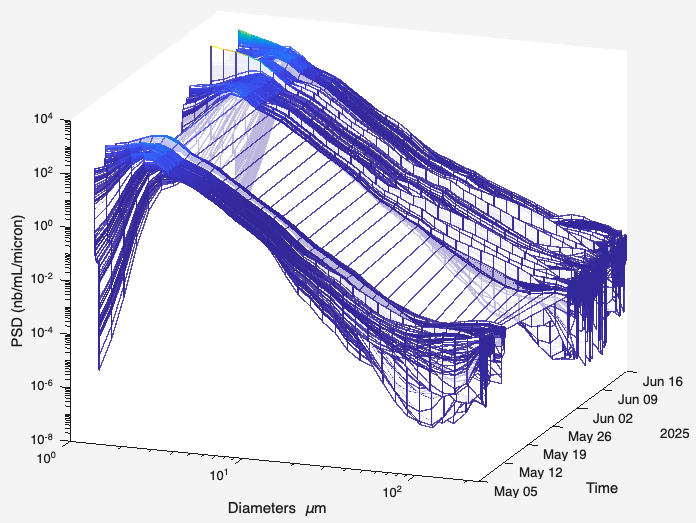 PSD (nb/mL/micron)
10^4
10^2
10^0
10^-2
10^-4
10^-6
10^-8
10^0
10^1
10^2
Diameters μm
May 05
May 12
May 19
May 26
Jun 02
Jun 09
Jun 16
2025
Time